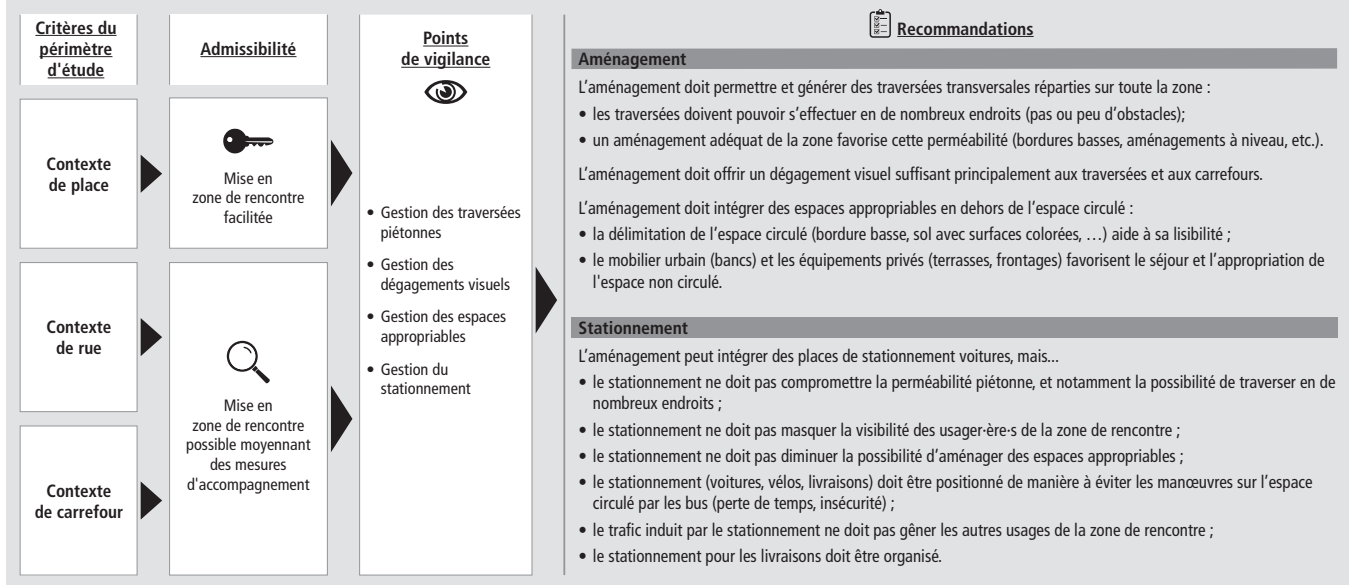 Critères du
périmètre
d'étude
Admissibilité
Points
de vigilance
Recommandations
Contexte
de place
Mise en
zone de rencontre
facilitée
Contexte
de rue
Contexte
de carrefour
Mise en
zone de rencontre
possible moyennant
des mesures
d'accompagnement
• Gestion des traversées
piétonnes
• Gestion des
dégagements visuels
• Gestion des espaces
appropriables
• Gestion du
stationnement
Aménagement
L'aménagement doit permettre et générer des traversées transversales réparties sur toute la zone :
• les traversées doivent pouvoir s'effectuer en de nombreux endroits (pas ou peu d'obstacles);
• un aménagement adéquat de la zone favorise cette perméabilité (bordures basses, aménagements à niveau, etc.).
L'aménagement doit offrir un dégagement visuel suffisant principalement aux traversées et aux carrefours.
L'aménagement doit intégrer des espaces appropriables en dehors de l'espace circulé :
• la délimitation de l'espace circulé (bordure basse, sol avec surfaces colorées, …) aide à sa lisibilité ;
• le mobilier urbain (bancs) et les équipements privés (terrasses, frontages) favorisent le séjour et l'appropriation de
l'espace non circulé.
Stationnement
L'aménagement peut intégrer des places de stationnement voitures, mais...
• le stationnement ne doit pas compromettre la perméabilité piétonne, et notamment la possibilité de traverser en de
nombreux endroits ;
• le stationnement ne doit pas masquer la visibilité des usager·ère·s de la zone de rencontre ;
• le stationnement ne doit pas diminuer la possibilité d'aménager des espaces appropriables ;
• le stationnement (voitures, vélos, livraisons) doit être positionné de manière à éviter les manœuvres sur l'espace
circulé par les bus (perte de temps, insécurité) ;
• le trafic induit par le stationnement ne doit pas gêner les autres usages de la zone de rencontre ;
• le stationnement pour les livraisons doit être organisé.